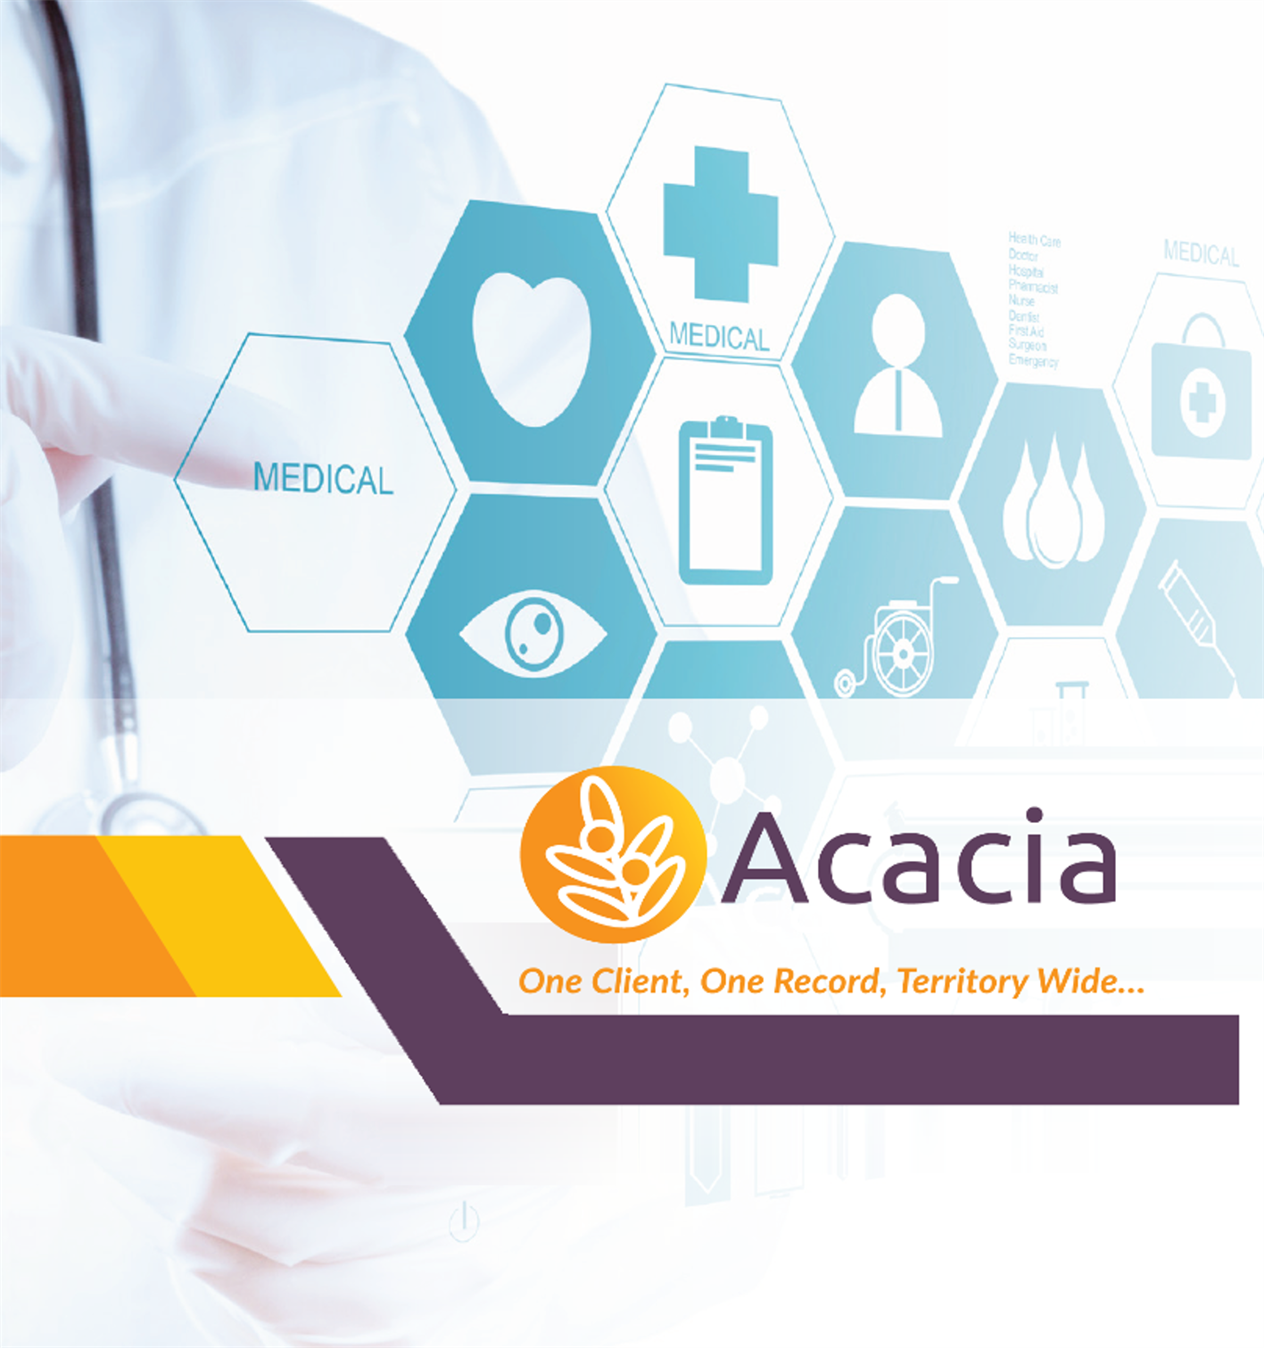 MEDICAL
Health Care
Doctor
Hospital
Pharmacist
Nurse
Dentist
First Aid
Surgeon
Emergency
MEDICAL
MEDICAL
Acacia
One Client, One Record, Territory Wide...